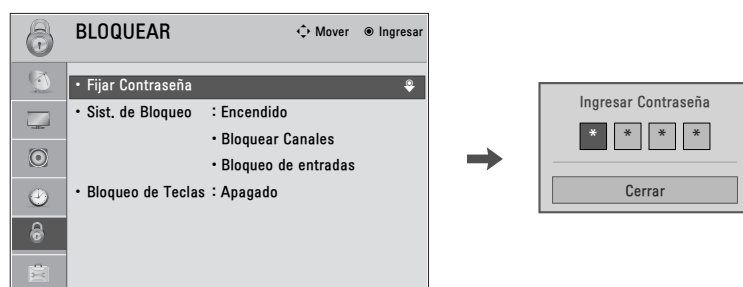 BLOQUEAR
Mover
Ingresar
• Fijar Contraseña
• Sist. de Bloqueo : Encendido
• Bloquear Canales
• Bloqueo de entradas
• Bloqueo de Teclas : Apagado
Ingresar Contraseña
* * * *
Cerrar